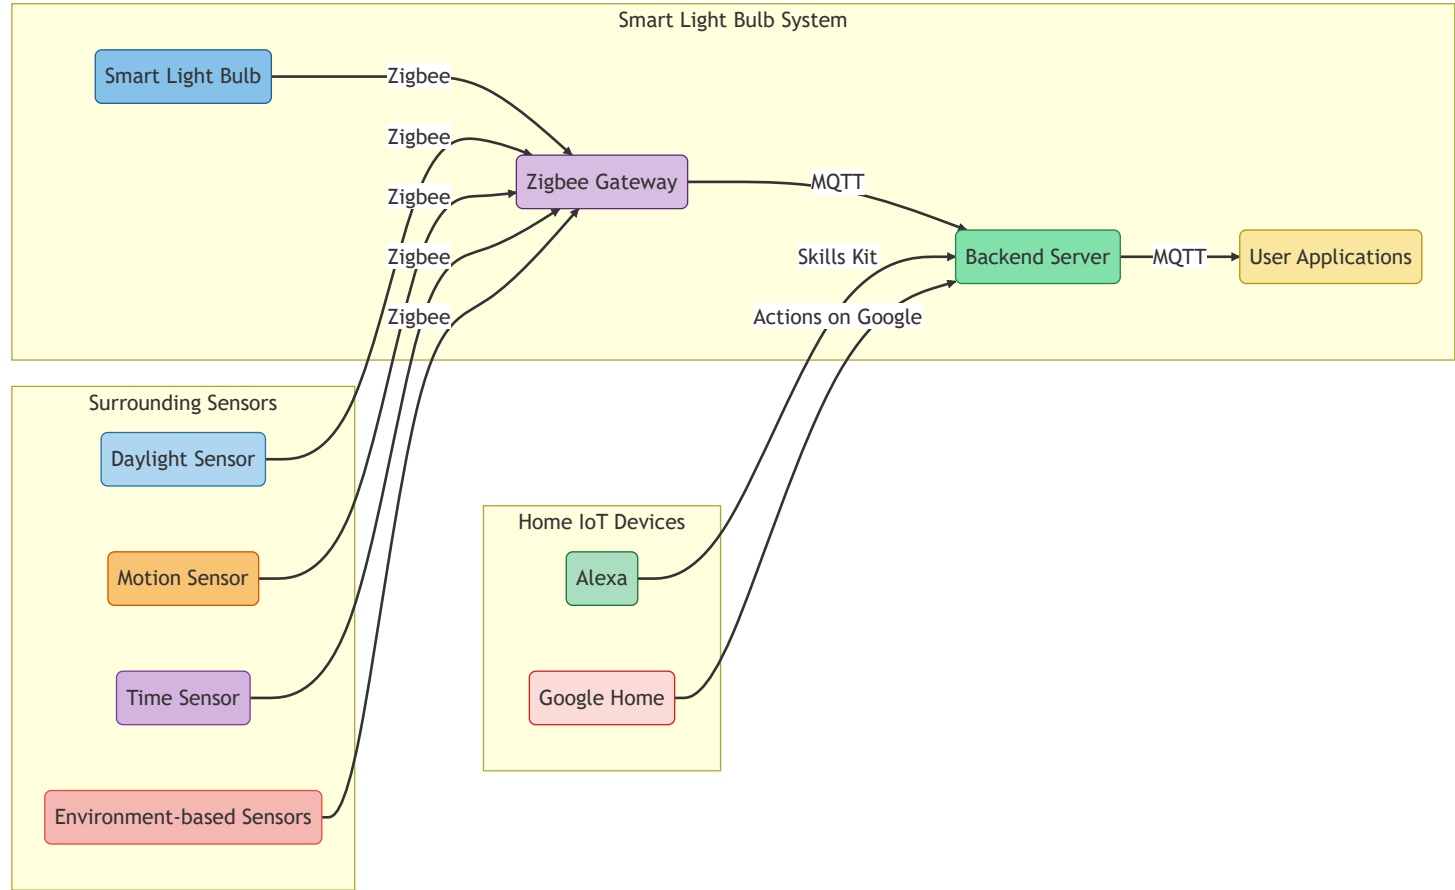 Smart Light Bulb System
Smart Light Bulb
Zigbee
Zigbee
Zigbee
Zigbee
Zigbee
Zigbee Gateway
MQTT
Skills Kit
Actions on Google
Backend Server
MQTT
User Applications
Surrounding Sensors
Daylight Sensor
Motion Sensor
Time Sensor
Environment-based Sensors
Home IoT Devices
Alexa
Google Home